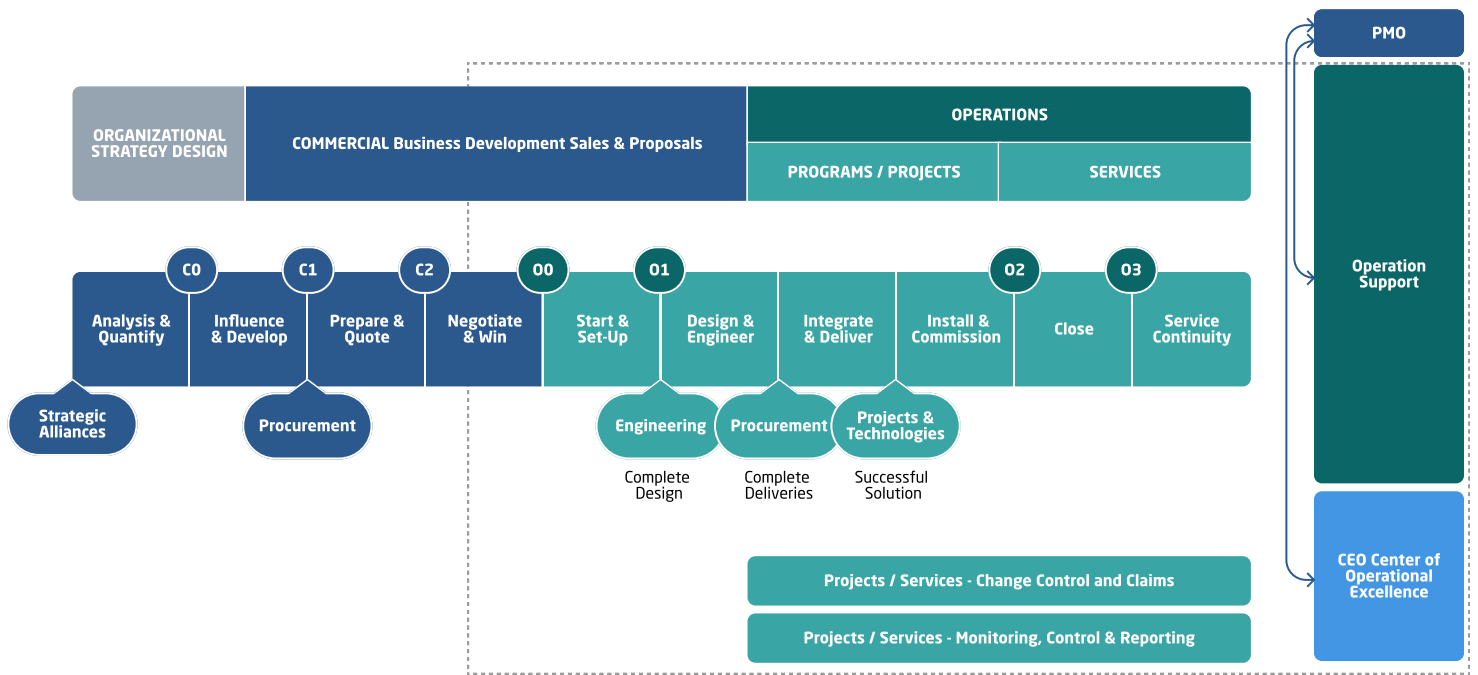 PMO
ORGANIZATIONAL
STRATEGY DESIGN
COMMERCIAL Business Development Sales & Proposals
OPERATIONS
PROGRAMS / PROJECTS
SERVICES
Operation
Support
C0
C1
C2
O0
O1
O2
O3
Analysis &
Quantify
Influence
& Develop
Prepare &
Quote
Negotiate
& Win
Start &
Set-Up
Design &
Engineer
Integrate
& Deliver
Install &
Commission
Close
Service
Continuity
Strategic
Alliances
Procurement
Engineering
Procurement
Projects &
Technologies
Complete
Design
Complete
Deliveries
Successful
Solution
CEO Center of
Operational
Excellence
Projects / Services - Change Control and Claims
Projects / Services - Monitoring, Control & Reporting